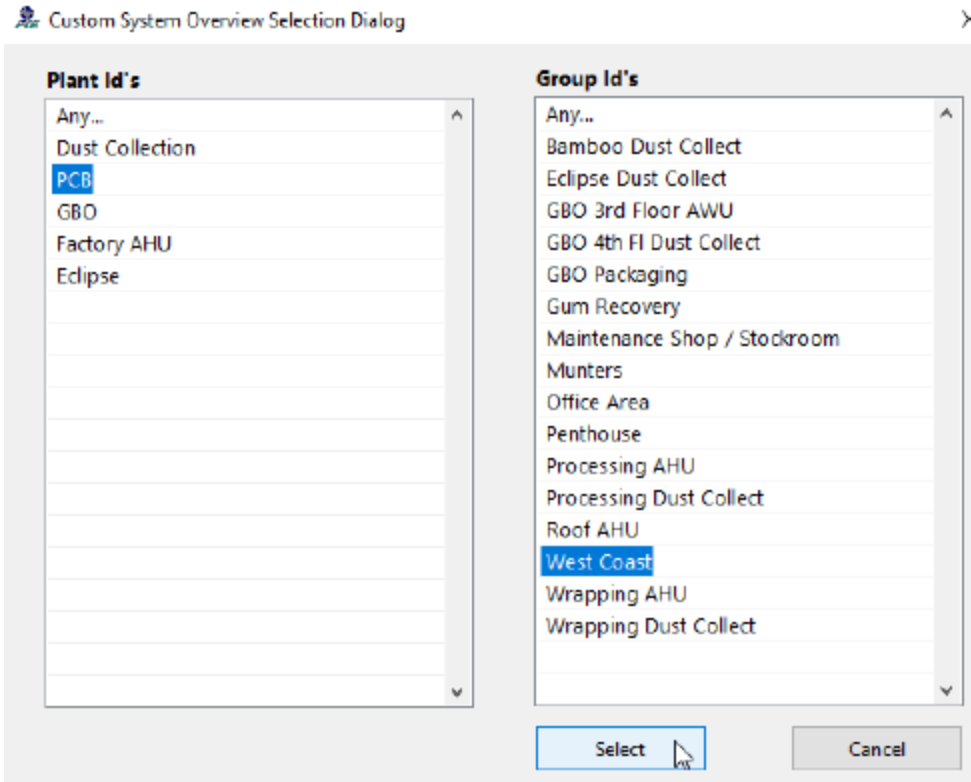 Custom System Overview Selection Dialog
Plant Id's
Any...
Dust Collection
PCB
GBO
Factory AHU
Eclipse
Group Id's
Any...
Bamboo Dust Collect
Eclipse Dust Collect
GBO 3rd Floor AWU
GBO 4th Fl Dust Collect
GBO Packaging
Gum Recovery
Maintenance Shop / Stockroom
Munters
Office Area
Penthouse
Processing AHU
Processing Dust Collect
Roof AHU
West Coast
Wrapping AHU
Wrapping Dust Collect
Select
Cancel